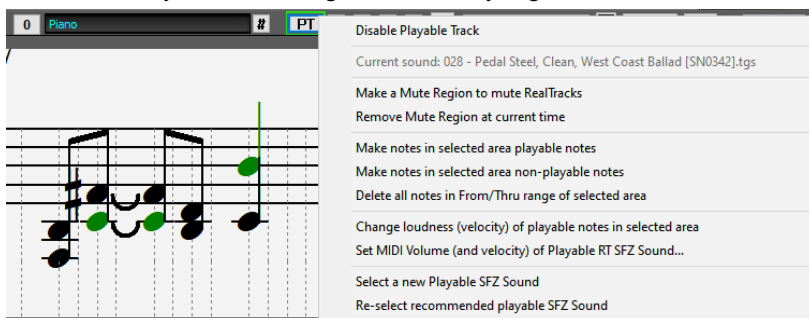 0 Piano # PT
Disable Playable Track
Current sound: 028 - Pedal Steel, Clean, West Coast Ballad [SN0342].tgs
Make a Mute Region to mute RealTracks
Remove Mute Region at current time
Make notes in selected area playable notes
Make notes in selected area non-playable notes
Delete all notes in From/Thru range of selected area
Change loudness (velocity) of playable notes in selected area
Set MIDI Volume (and velocity) of Playable RT SFZ Sound...
Select a new Playable SFZ Sound
Re-select recommended playable SFZ Sound